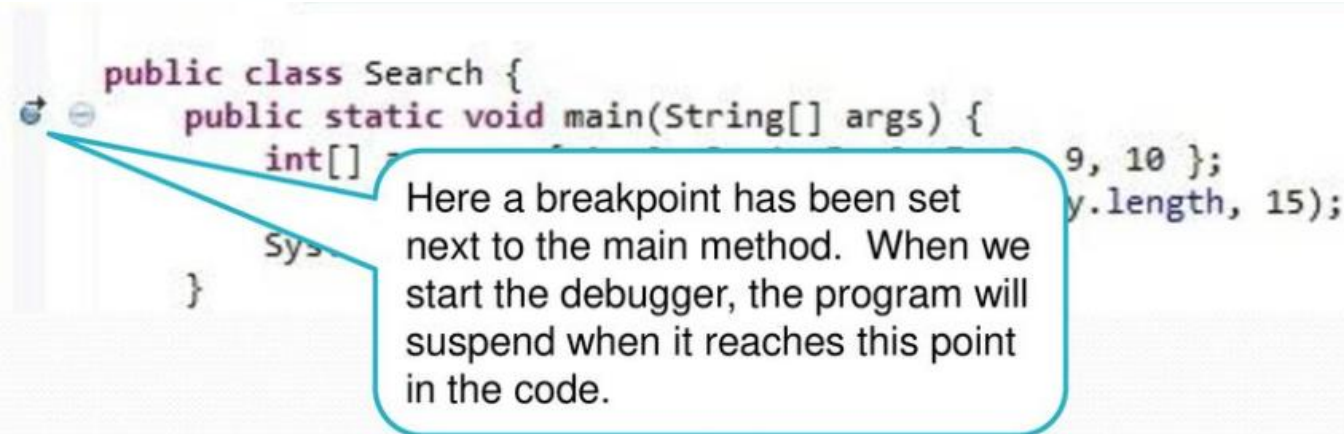 public class Search {
public static void main(String[] args) {
int[] 9, 10 };
y.length, 15);
Sys
}
Here a breakpoint has been set
next to the main method. When we
start the debugger, the program will
suspend when it reaches this point
in the code.